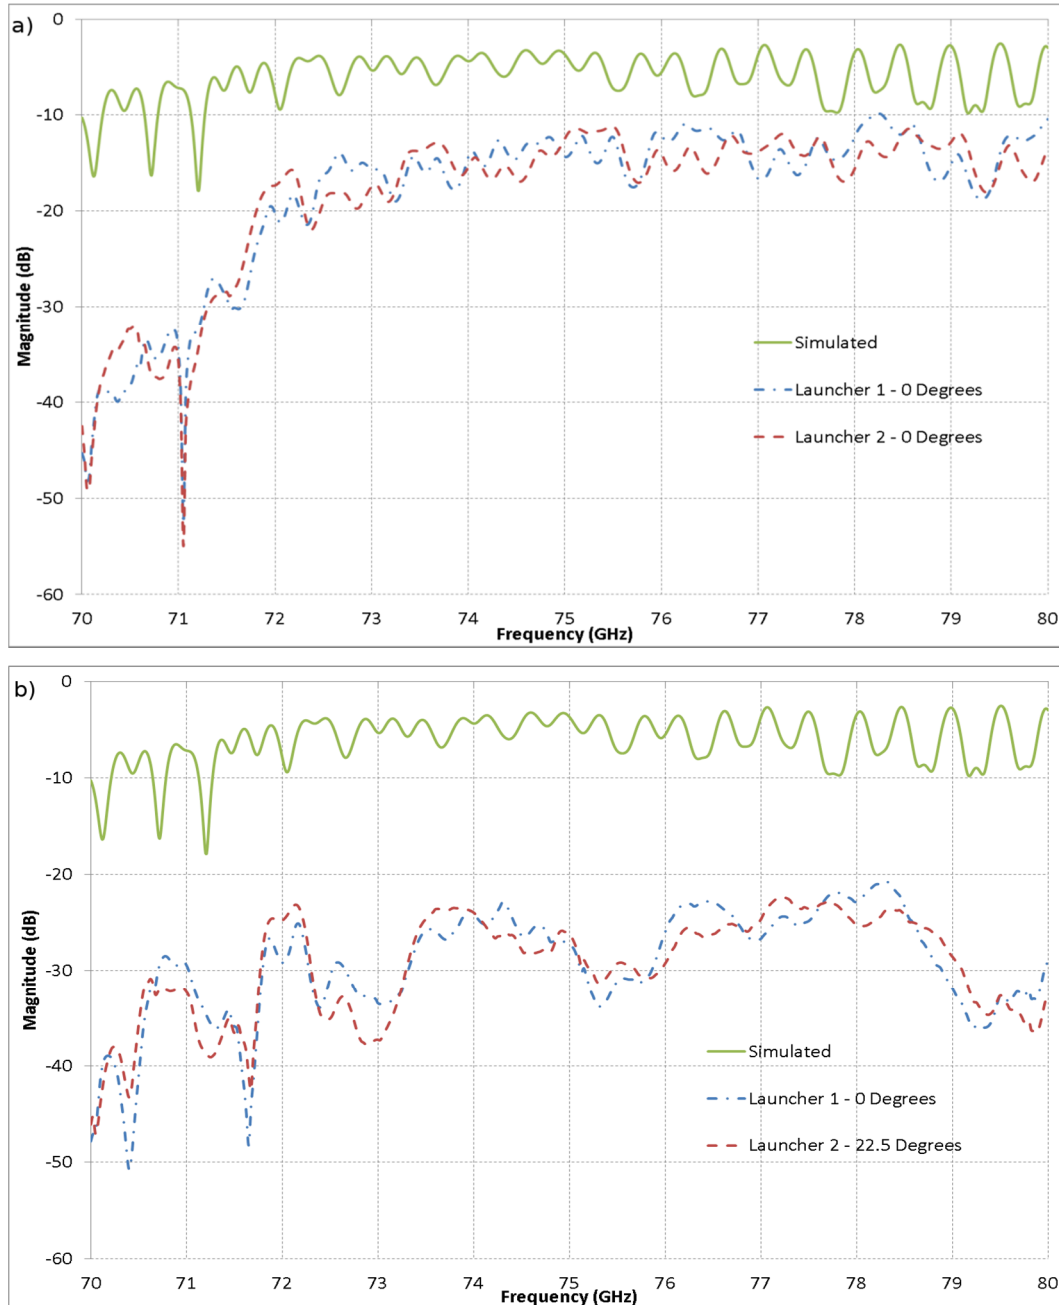 a)
0
-10
-20
-30
-40
-50
-60
Magnitude (dB)
Simulated
Launcher 1 - 0 Degrees
Launcher 2 - 0 Degrees
70 71 72 73 74 75 76 77 78 79 80
Frequency (GHz)
b)
0
-10
-20
-30
-40
-50
-60
Magnitude (dB)
Simulated
Launcher 1 - 0 Degrees
Launcher 2 - 22.5 Degrees
70 71 72 73 74 75 76 77 78 79 80
Frequency (GHz)